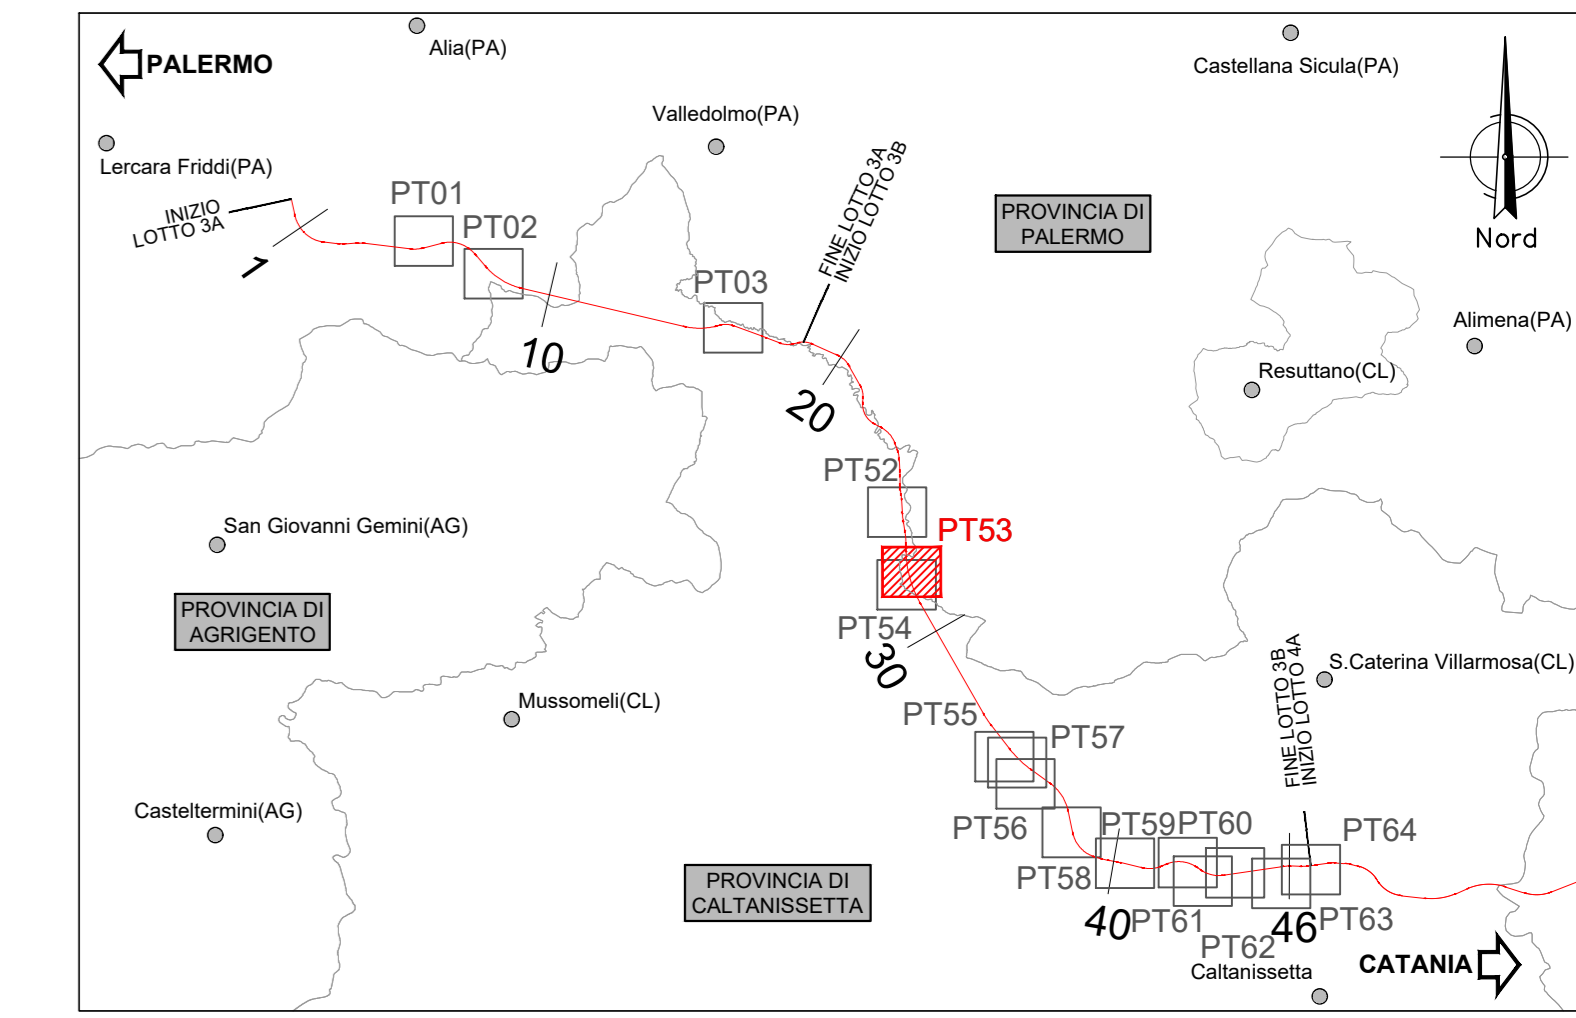 Alia(PA)
PALERMO
Castellana Sicula(PA)
Valledolmo(PA)
Lercara Friddi(PA)
INIZIO
LOTTO 3A
1
PT01
PT02
10
PT03
FINE LOTTO 3A
INIZIO LOTTO 3B
PROVINCIA DI
PALERMO
Nord
Alimena(PA)
Resuttano(CL)
20
PT52
PT53
San Giovanni Gemini(AG)
PROVINCIA DI
AGRIGENTO
PT54
30
Mussomeli(CL)
S.Caterina Villarmosa(CL)
FINE LOTTO 3B
INIZIO LOTTO 4A
PT55
PT57
Casteltermini(AG)
PT56
PT59
PT60
PT64
PT58
PROVINCIA DI
CALTANISSETTA
40
PT61
PT62
46
PT63
Caltanissetta
CATANIA